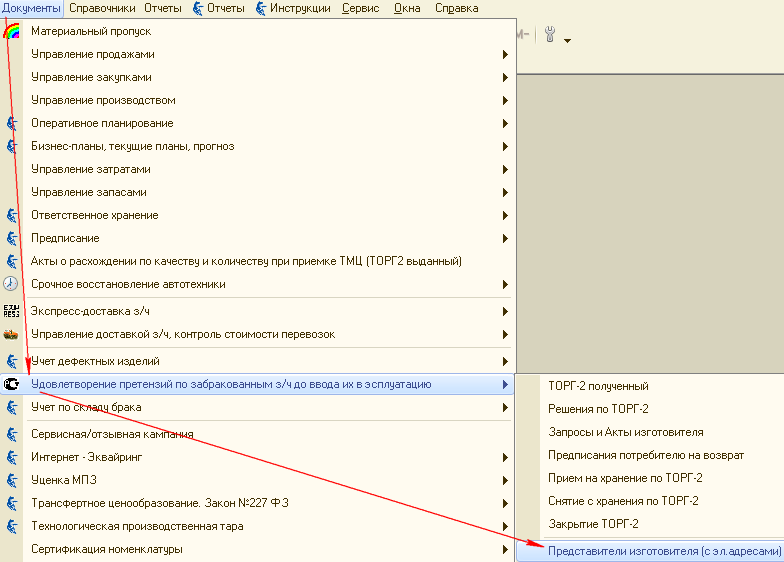 Документы Справочники Отчеты Отчеты Инструкции Сервис Окна Справка
Материальный пропуск
M-
Управление продажами
Управление закупками
Управление производством
Оперативное планирование
Бизнес-планы, текущие планы, прогноз
Управление затратами
Управление запасами
Ответственное хранение
Предписание
Акты о расхождении по качеству и количеству при приемке ТМЦ (ТОРГ2 выданный)
Срочное восстановление автотехники
Экспресс-доставка з/ч
Управление доставкой з/ч, контроль стоимости перевозок
Учет дефектных изделий
Удовлетворение претензий по забракованным з/ч до ввода их в эсплуатацию
Учет по складу брака
Сервисная/отзывная кампания
Интернет - Эквайринг
Уценка МПЗ
Трансфертное ценообразование. Закон №227 ФЗ
Технологическая производственная тара
Сертификация номенклатуры
ТОРГ-2 полученный
Решения по ТОРГ-2
Запросы и Акты изготовителя
Предписания потребителю на возврат
Прием на хранение по ТОРГ-2
Снятие с хранения по ТОРГ-2
Закрытие ТОРГ-2
Представители изготовителя (с эл.адресами)